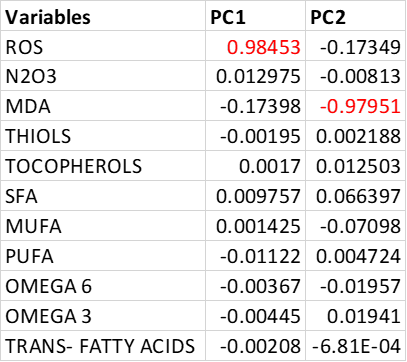 Variables PC1 PC2
ROS 0.98453 -0.17349
N2O3 0.012975 -0.00813
MDA -0.17398 -0.97951
THIOLS -0.00195 0.002188
TOCOPHEROLS 0.0017 0.012503
SFA 0.009757 0.066397
MUFA 0.001425 -0.07098
PUFA -0.01122 0.004724
OMEGA 6 -0.00367 -0.01957
OMEGA 3 -0.00445 0.01941
TRANS- FATTY ACIDS -0.00208 -6.81E-04